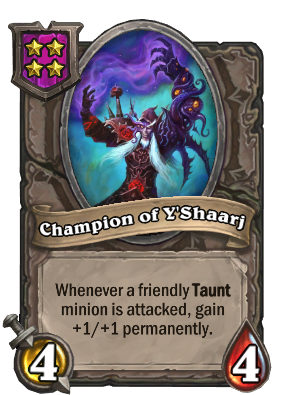 Champion of Y'Shaarj
Whenever a friendly Taunt
minion is attacked, gain
+1/+1 permanently.
4
4